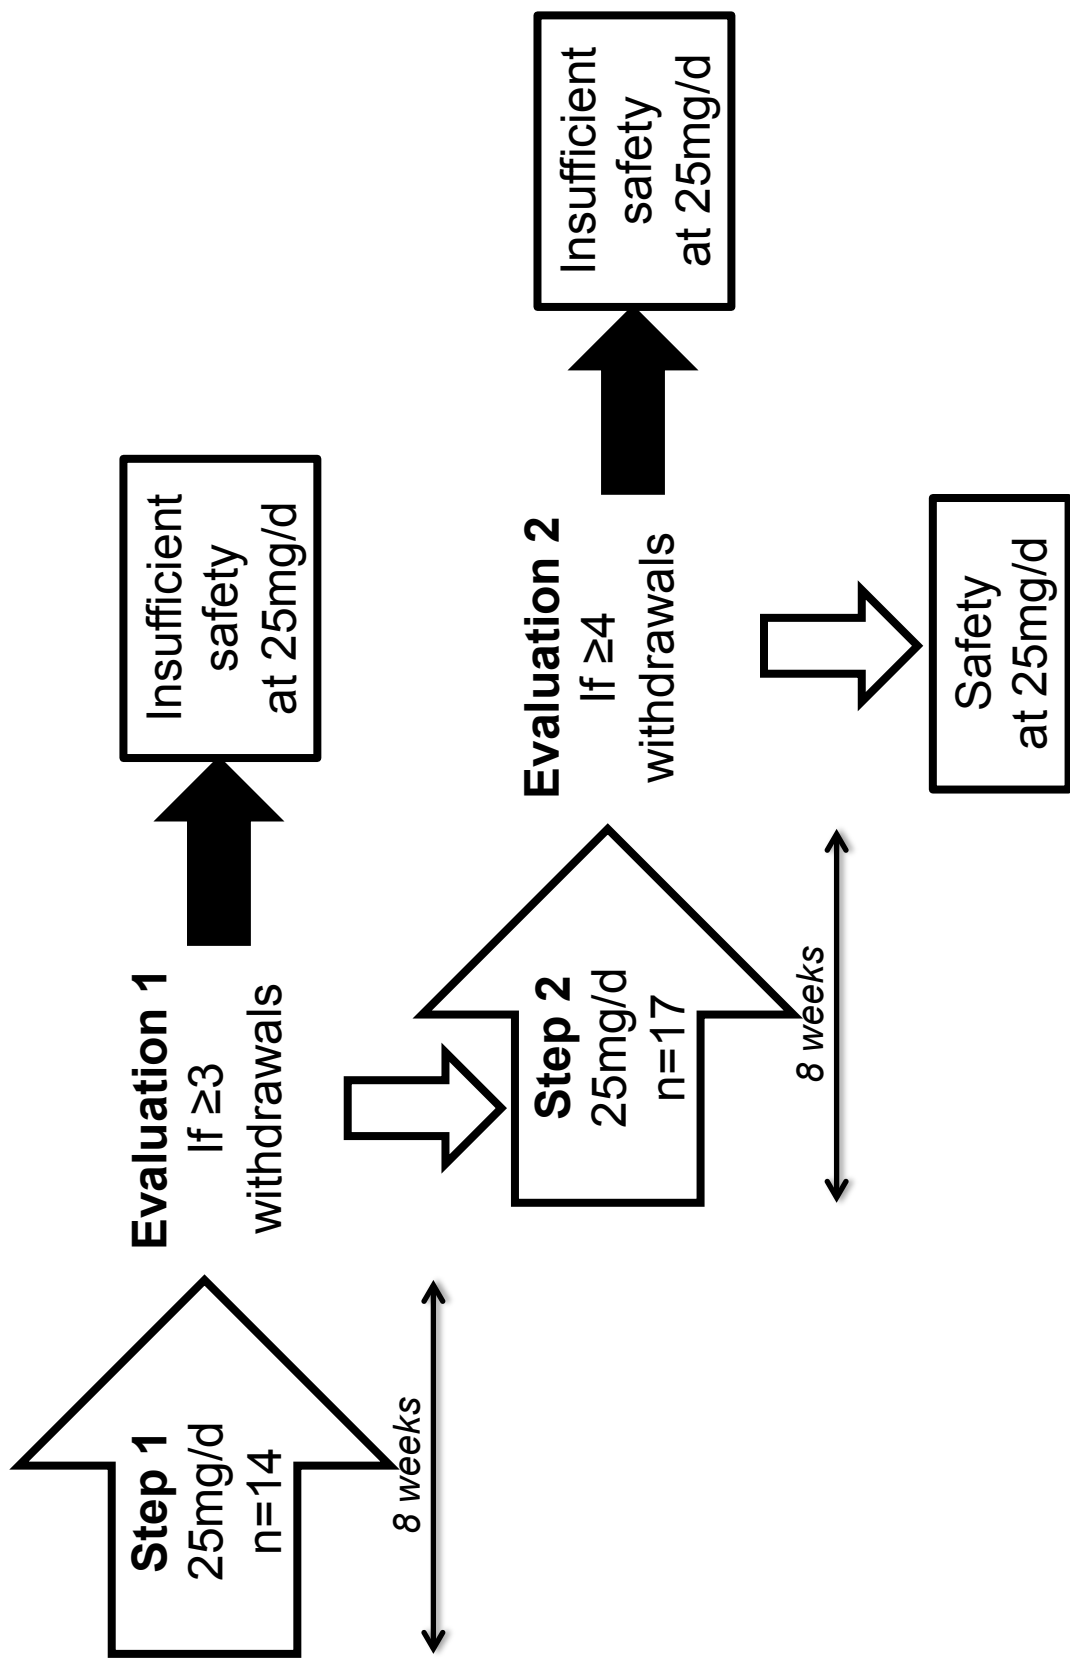 Step 1
25mg/d
n=14
8 weeks
Evaluation 1
If ≥3
withdrawals
Insufficient
safety
at 25mg/d
Step 2
25mg/d
n=17
8 weeks
Evaluation 2
If ≥4
withdrawals
Insufficient
safety
at 25mg/d
Safety
at 25mg/d